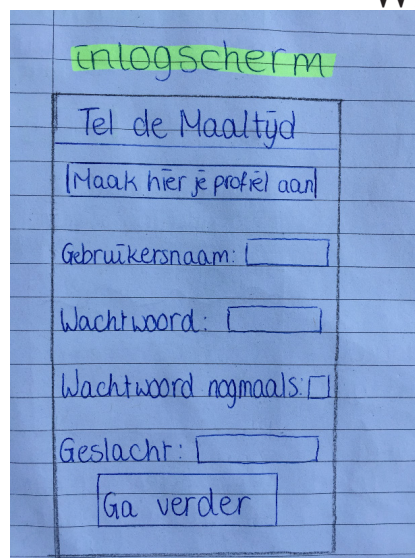 inlogscherm
Tel de Maaltijd
Maak hier je profiel aan
Gebruikersnaam:
Wachtwoord:
Wachtwoord nogmaals:
Geslacht:
Ga verder